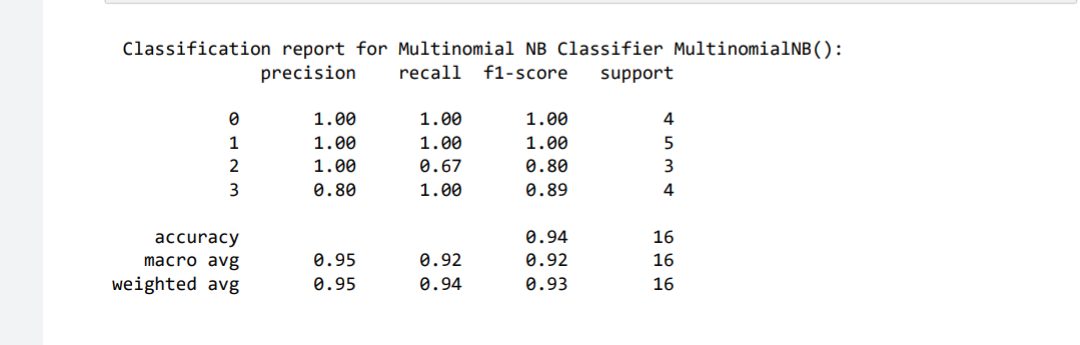 Classification report for Multinomial NB Classifier MultinomialNB():
precision recall f1-score support
0 1.00 1.00 1.00 4
1 1.00 1.00 1.00 5
2 1.00 0.67 0.80 3
3 0.80 1.00 0.89 4
accuracy 0.94 16
macro avg 0.95 0.92 0.92 16
weighted avg 0.95 0.94 0.93 16